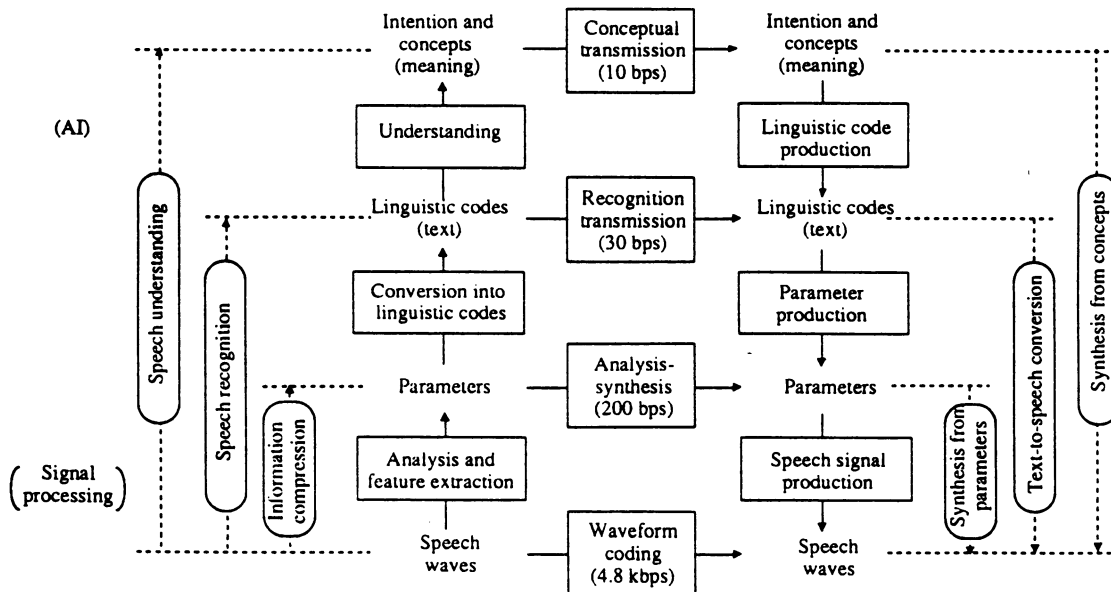 Intention and
concepts
(meaning)
Conceptual
transmission
(10 bps)
Intention and
concepts
(meaning)
(AI)
Understanding
Linguistic code
production
Linguistic codes
(text)
Recognition
transmission
(30 bps)
Linguistic codes
(text)
Speech understanding
Speech recognition
Conversion into
linguistic codes
Parameter
production
Text-to-speech conversion
Synthesis from concepts
Parameters
Analysis-
synthesis
(200 bps)
Parameters
Information
compression
Synthesis from
parameters
(Signal
processing)
Analysis and
feature extraction
Speech signal
production
Speech
waves
Waveform
coding
(4.8 kbps)
Speech
waves